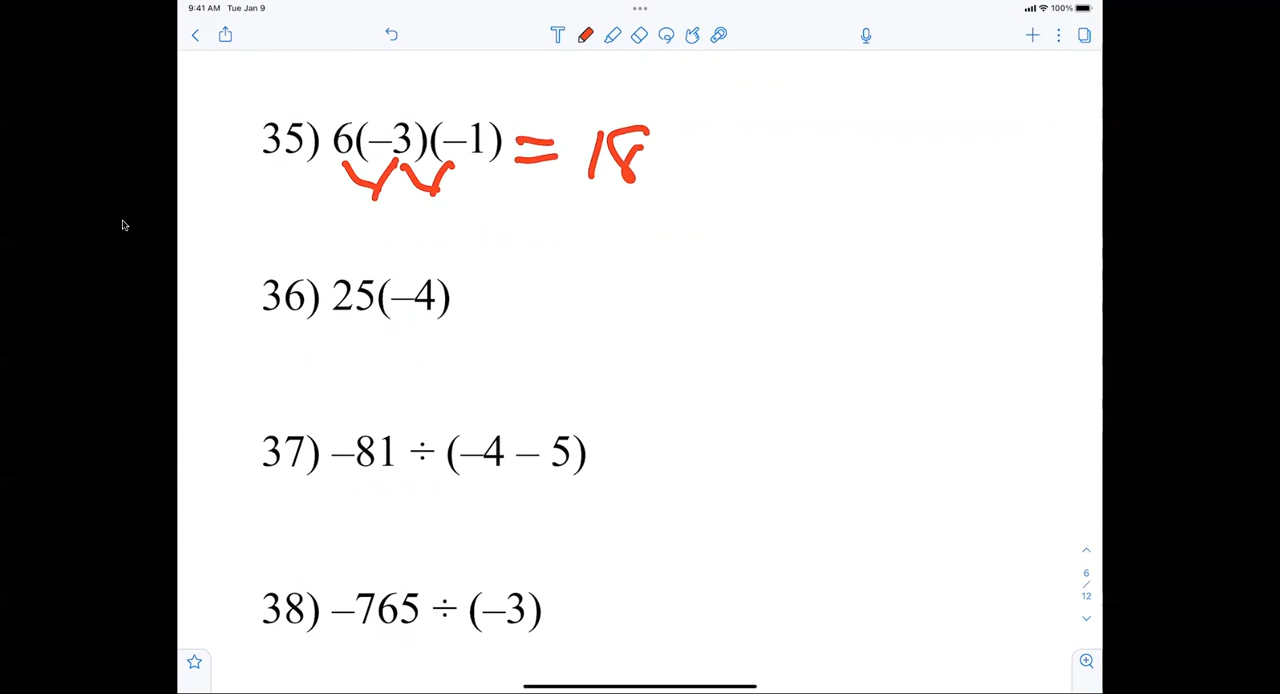 9:41 AM Tue Jan 9 100%
35) 6(–3)(–1) = 18
36) 25(–4)
37) –81 ÷ (–4 – 5)
6
/
12
38) –765 ÷ (–3)